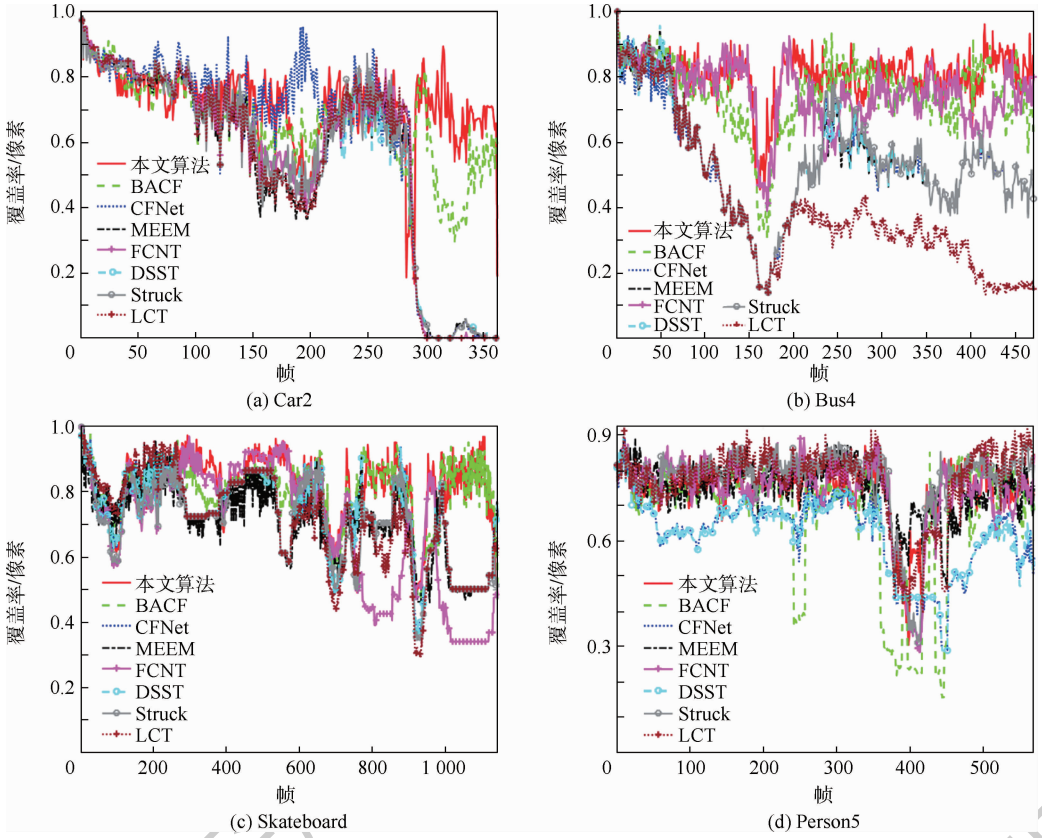 1.0
0.8
0.6
0.4
0.2
覆盖率/像素
本文算法
BACF
CFNet
MEEM
FCNT
DSST
Struck
LCT
0 50 100 150 200 250 300 350
帧
(a) Car2
1.0
0.8
0.6
0.4
0.2
覆盖率/像素
本文算法
BACF
CFNet
MEEM
FCNT
DSST
Struck
LCT
0 50 100 150 200 250 300 350 400 450
帧
(b) Bus4
1.0
0.8
0.6
0.4
0.2
覆盖率/像素
本文算法
BACF
CFNet
MEEM
FCNT
DSST
Struck
LCT
0 200 400 600 800 1 000
帧
(c) Skateboard
0.9
0.6
0.3
覆盖率/像素
本文算法
BACF
CFNet
MEEM
FCNT
DSST
Struck
LCT
0 100 200 300 400 500
帧
(d) Person5